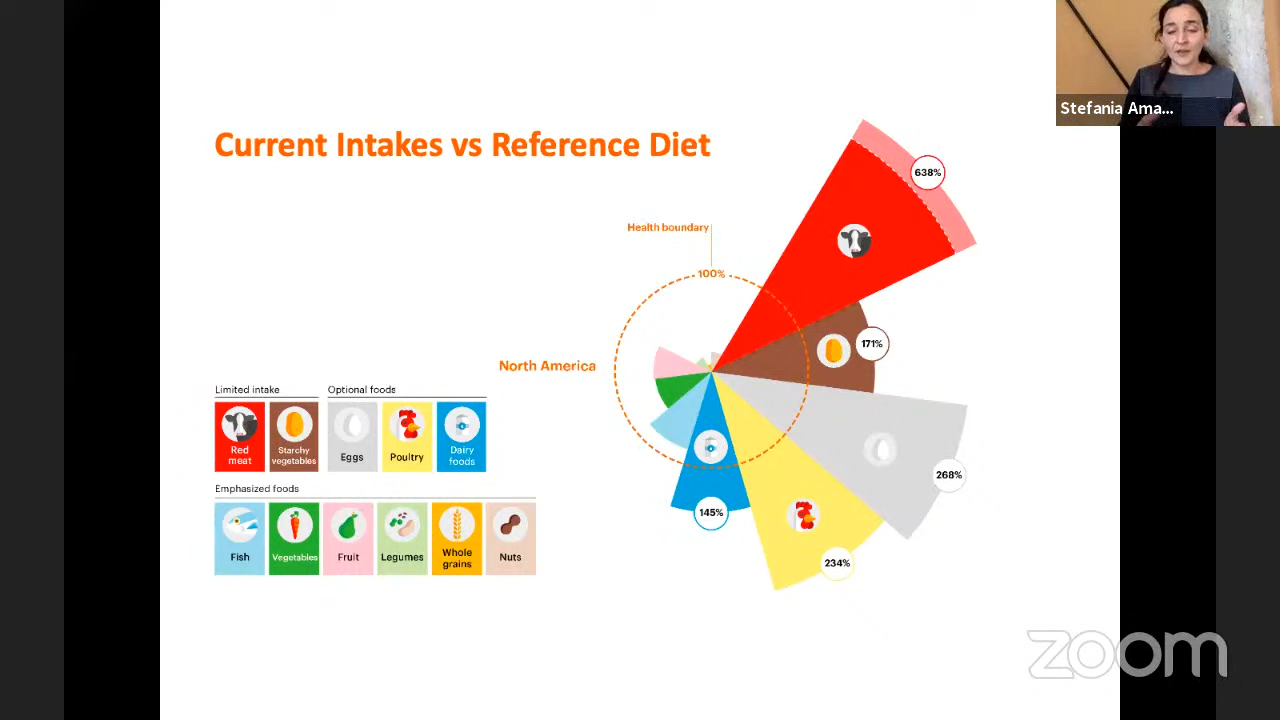 Stefania Ama...
Current Intakes vs Reference Diet
638%
Health boundary
100%
171%
North America
268%
145%
234%
Limited intake
Optional foods
Red
meat
Starchy
vegetables
Eggs
Poultry
Dairy
foods
Emphasized foods
Fish
Vegetables
Fruit
Legumes
Whole
grains
Nuts
zoom